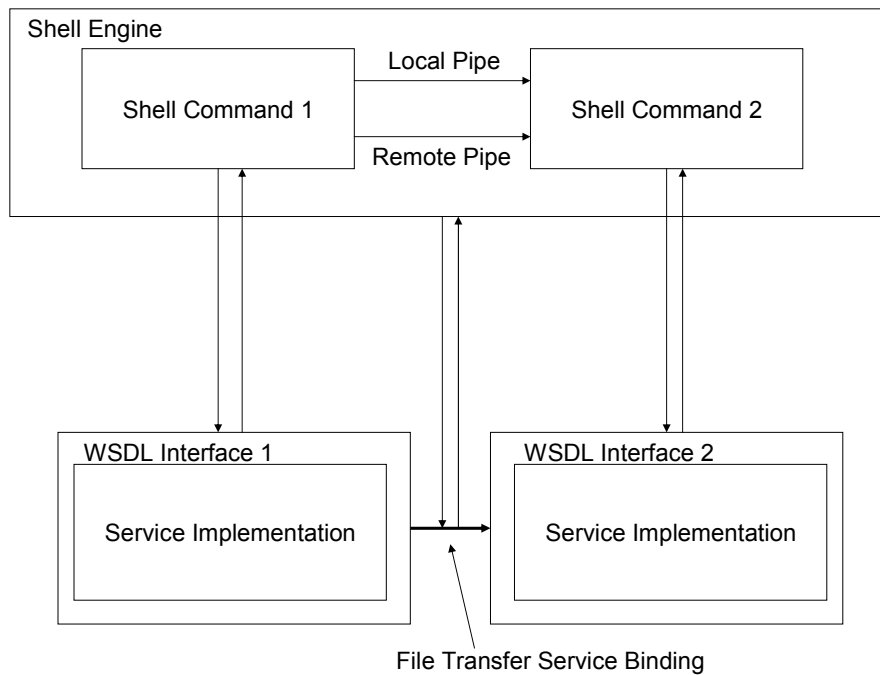 Shell Engine
Local Pipe
Shell Command 1
Shell Command 2
Remote Pipe
WSDL Interface 1
WSDL Interface 2
Service Implementation
Service Implementation
File Transfer Service Binding